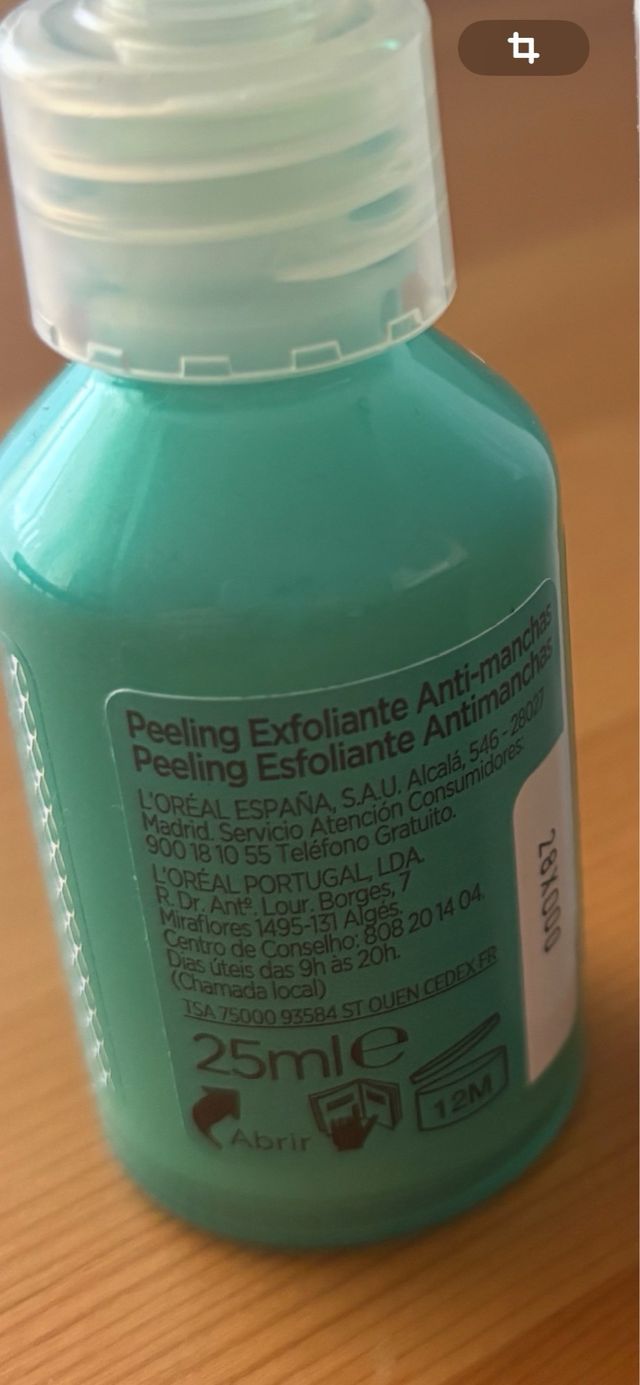 Peeling Exfoliante Anti-manchas
Peeling Esfoliante Antimanchas
L'ORÉAL ESPAÑA, S.A.U. Alcalá, 546 - 28027
Madrid. Servicio Atención Consumidores:
900 18 10 55 Teléfono Gratuito.
L'ORÉAL PORTUGAL, LDA.
R. Dr. Antº. Lour. Borges, 7
Miraflores 1495-131 Algés.
Centro de Conselho: 808 20 14 04.
Dias úteis das 9h às 20h.
(Chamada local)
TSA 75000 93584 ST OUEN CEDEX FR
25ml e
Abrir
12M
28X000